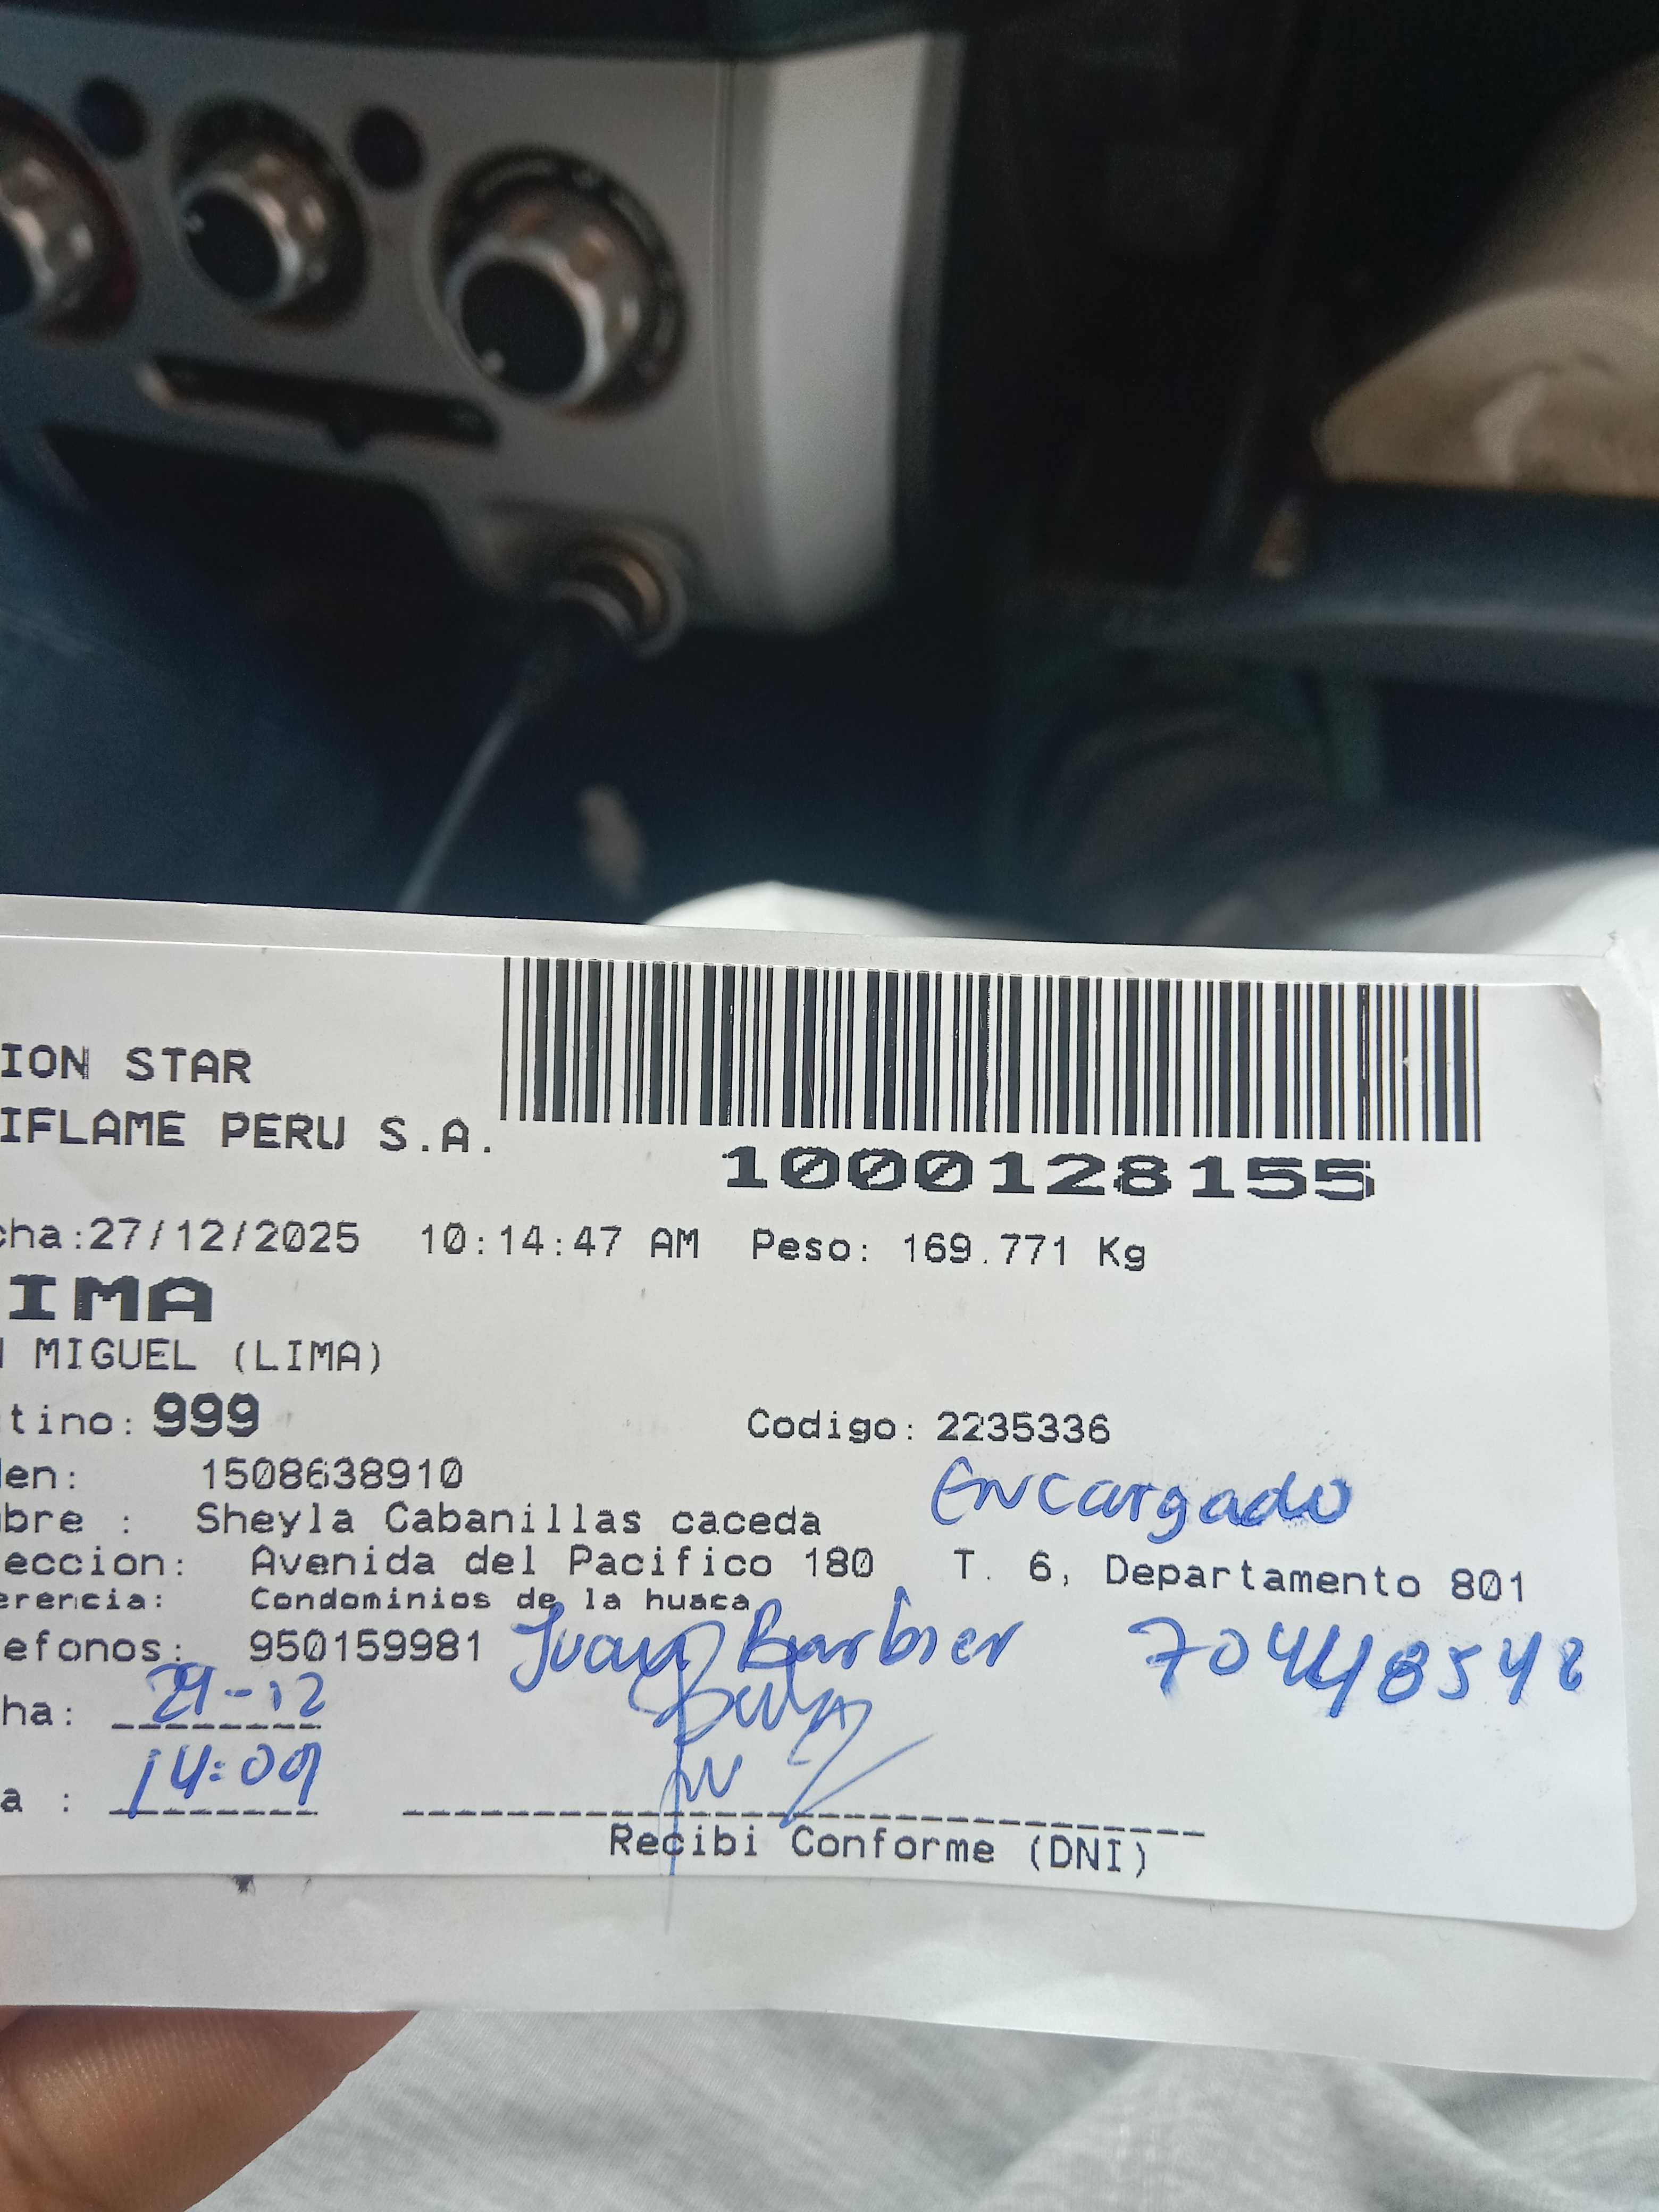 ION STAR
IFLAME PERU S.A.
1000128155
cha:27/12/2025 10:14:47 AM Peso: 169.771 Kg
IMA
MIGUEL (LIMA)
tino: 999 Codigo: 2235336
den: 1508638910
Encargado
bre : Sheyla Cabanillas caceda
eccion: Avenida del Pacifico 180 T. 6, Departamento 801
erencia: Condominios de la huaca
efonos: 950159981 Juan Barbier 70448548
ha: 29-12
a : 14:09
Recibi Conforme (DNI)